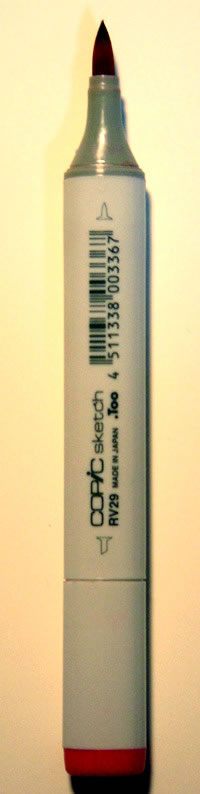 COPIC sketch
RV29 MADE IN JAPAN .Too
4 511338 003367